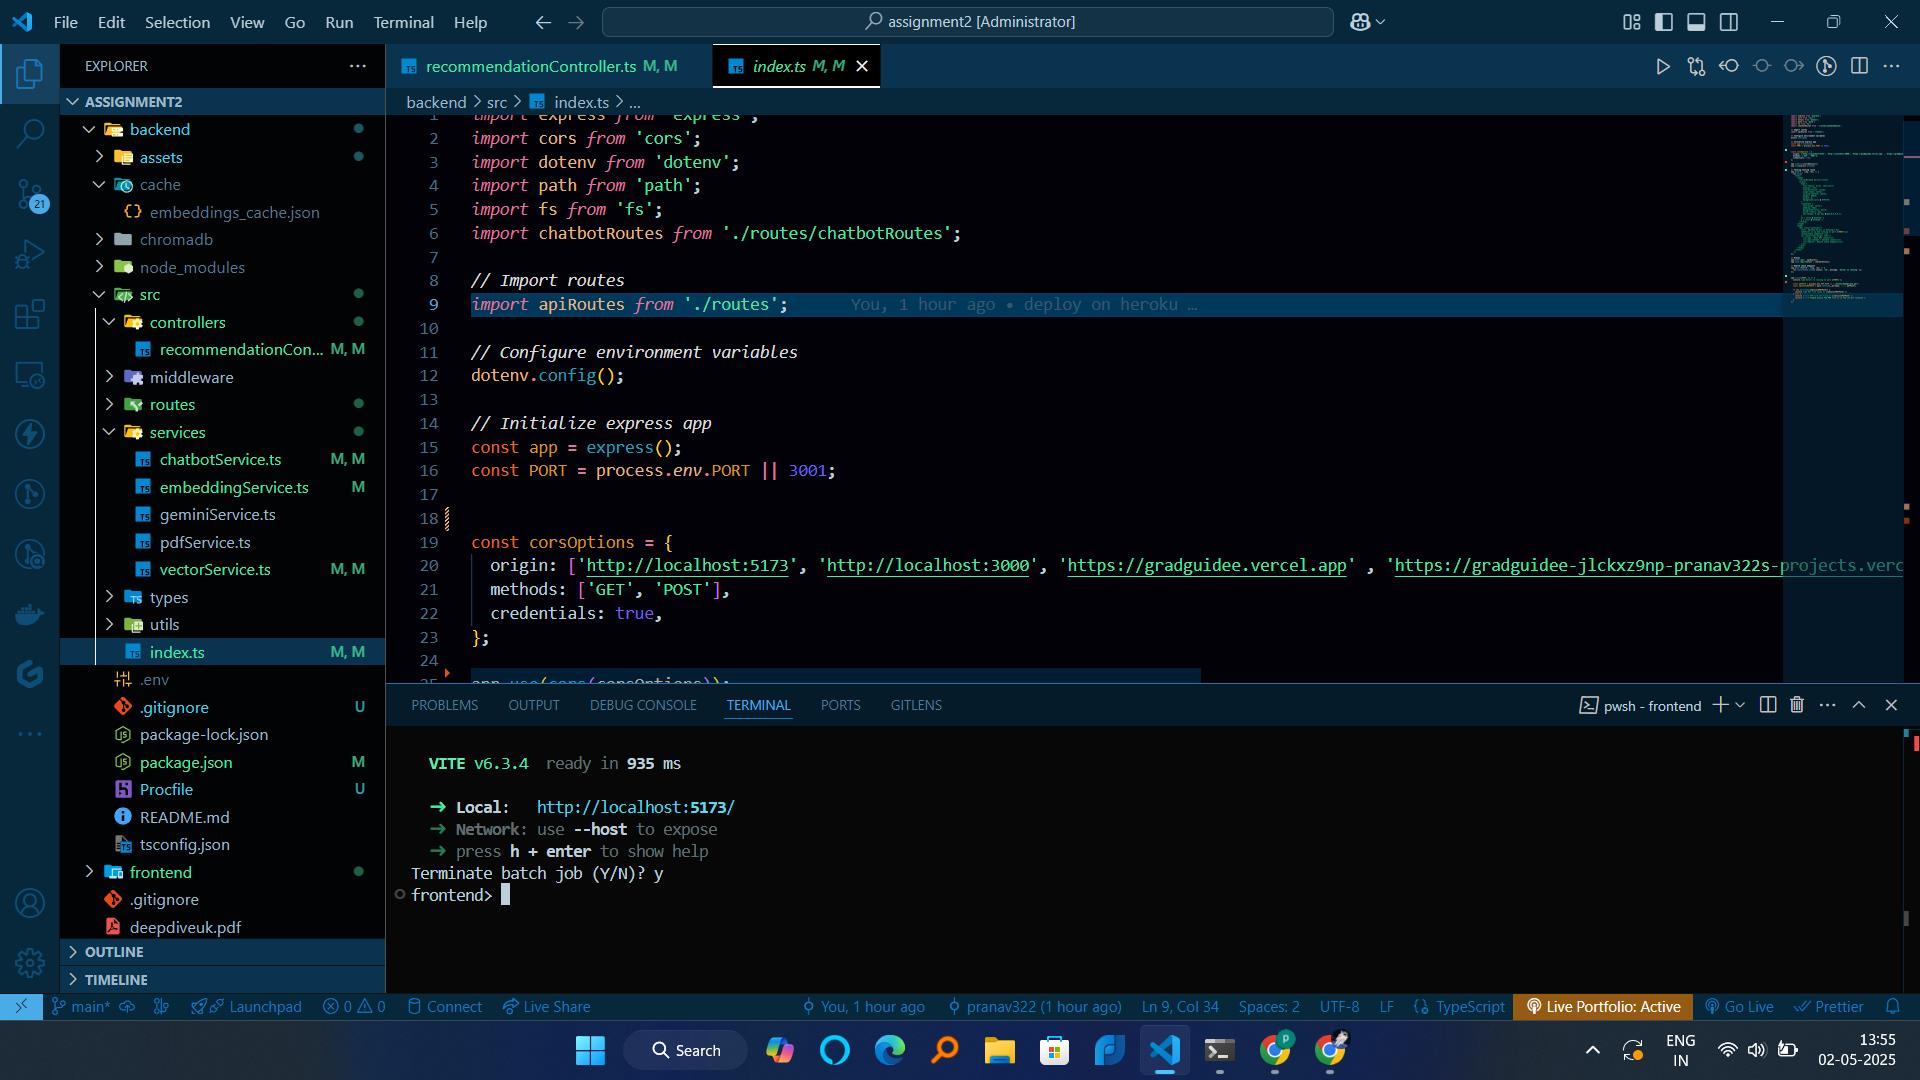 File Edit Selection View Go Run Terminal Help
assignment2 [Administrator]
EXPLORER
ASSIGNMENT2
backend
assets
cache
embeddings_cache.json
chromadb
node_modules
src
controllers
recommendationCon... M, M
middleware
routes
services
chatbotService.ts M, M
embeddingService.ts M
geminiService.ts
pdfService.ts
vectorService.ts M, M
types
utils
index.ts M, M
.env
.gitignore U
package-lock.json
package.json M
Procfile U
README.md
tsconfig.json
frontend
.gitignore
deepdiveuk.pdf
OUTLINE
TIMELINE
21
recommendationController.ts M, M
index.ts M, M
backend > src > index.ts > ...
1 import express from 'express';
2 import cors from 'cors';
3 import dotenv from 'dotenv';
4 import path from 'path';
5 import fs from 'fs';
6 import chatbotRoutes from './routes/chatbotRoutes';
7
8 // Import routes
9 import apiRoutes from './routes'; You, 1 hour ago • deploy on heroku …
10
11 // Configure environment variables
12 dotenv.config();
13
14 // Initialize express app
15 const app = express();
16 const PORT = process.env.PORT || 3001;
17
18
19 const corsOptions = {
20 origin: ['http://localhost:5173', 'http://localhost:3000', 'https://gradguidee.vercel.app' , 'https://gradguidee-jlckxz9np-pranav322s-projects.verc
21 methods: ['GET', 'POST'],
22 credentials: true,
23 };
24
25 app.use(cors(corsOptions));
PROBLEMS OUTPUT DEBUG CONSOLE TERMINAL PORTS GITLENS
pwsh - frontend
VITE v6.3.4 ready in 935 ms
➜ Local: http://localhost:5173/
➜ Network: use --host to expose
➜ press h + enter to show help
Terminate batch job (Y/N)? y
frontend>
main* Launchpad 0 0 Connect Live Share You, 1 hour ago pranav322 (1 hour ago) Ln 9, Col 34 Spaces: 2 UTF-8 LF TypeScript Live Portfolio: Active Go Live Prettier
Search
ENG
IN
13:55
02-05-2025